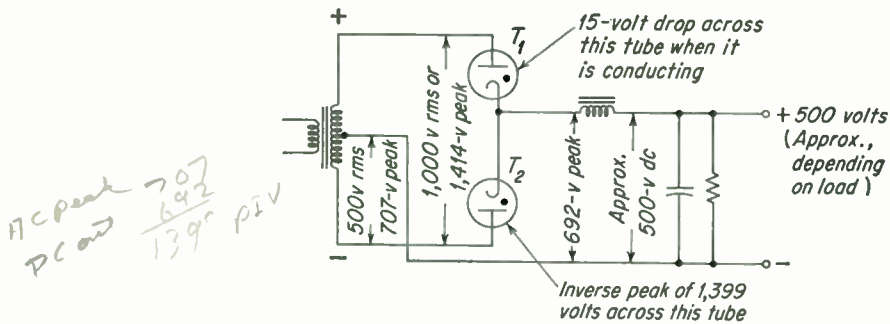 +
T1
15-volt drop across
this tube when it
is conducting
1,000 v rms or
1,414-v peak
500 v rms
707-v peak
T2
692-v peak
Approx.
500-v dc
+ 500 volts
(Approx.,
depending
on load)
-
-
Inverse peak of 1,399
volts across this tube
AC peak 707
DC out 692
PIV